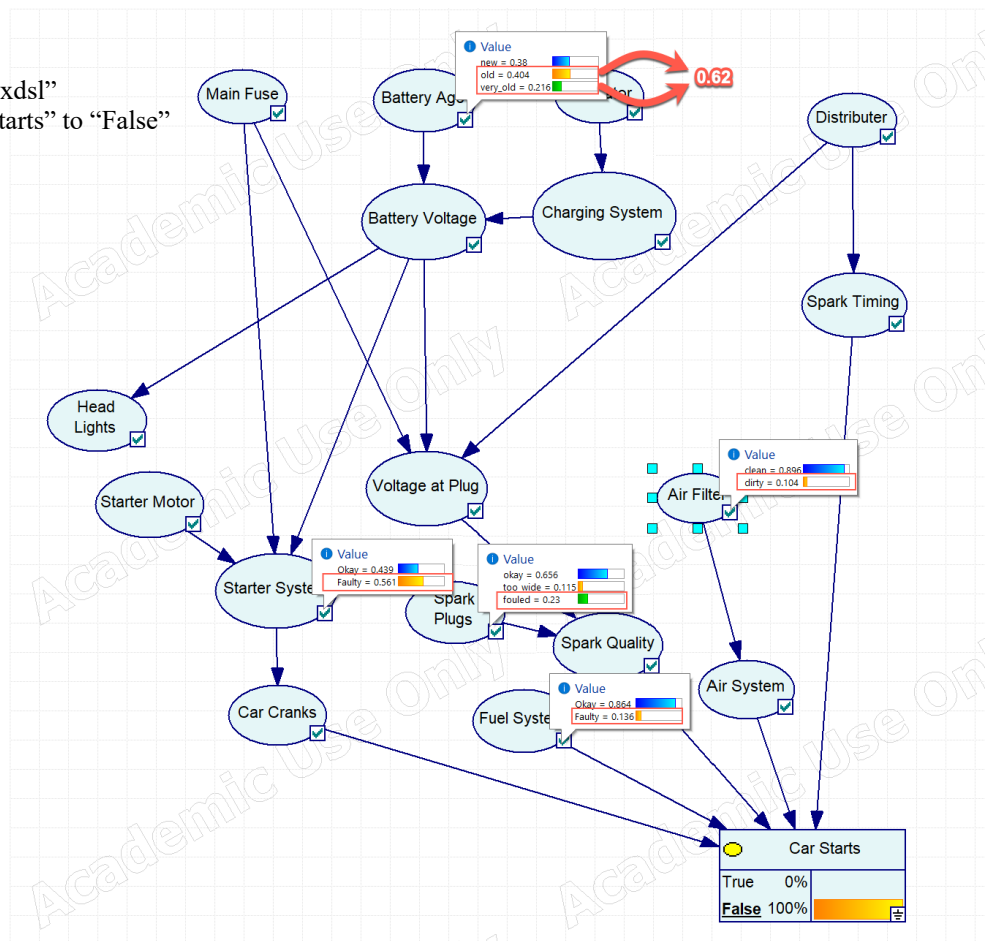 xdsl”
tarts” to “False”
Value
new = 0.38
old = 0.404
very_old = 0.216
0.62
Main Fuse
Battery Age
Distributer
Battery Voltage
Charging System
Spark Timing
Head
Lights
Value
clean = 0.896
dirty = 0.104
Voltage at Plug
Air Filter
Starter Motor
Value
Okay = 0.439
Faulty = 0.561
Value
okay = 0.656
too_wide = 0.115
fouled = 0.23
Starter Syste
Spark
Plugs
Spark Quality
Value
Okay = 0.864
Faulty = 0.136
Air System
Car Cranks
Fuel Syste
Car Starts
True 0%
False 100%
Academic Use Only